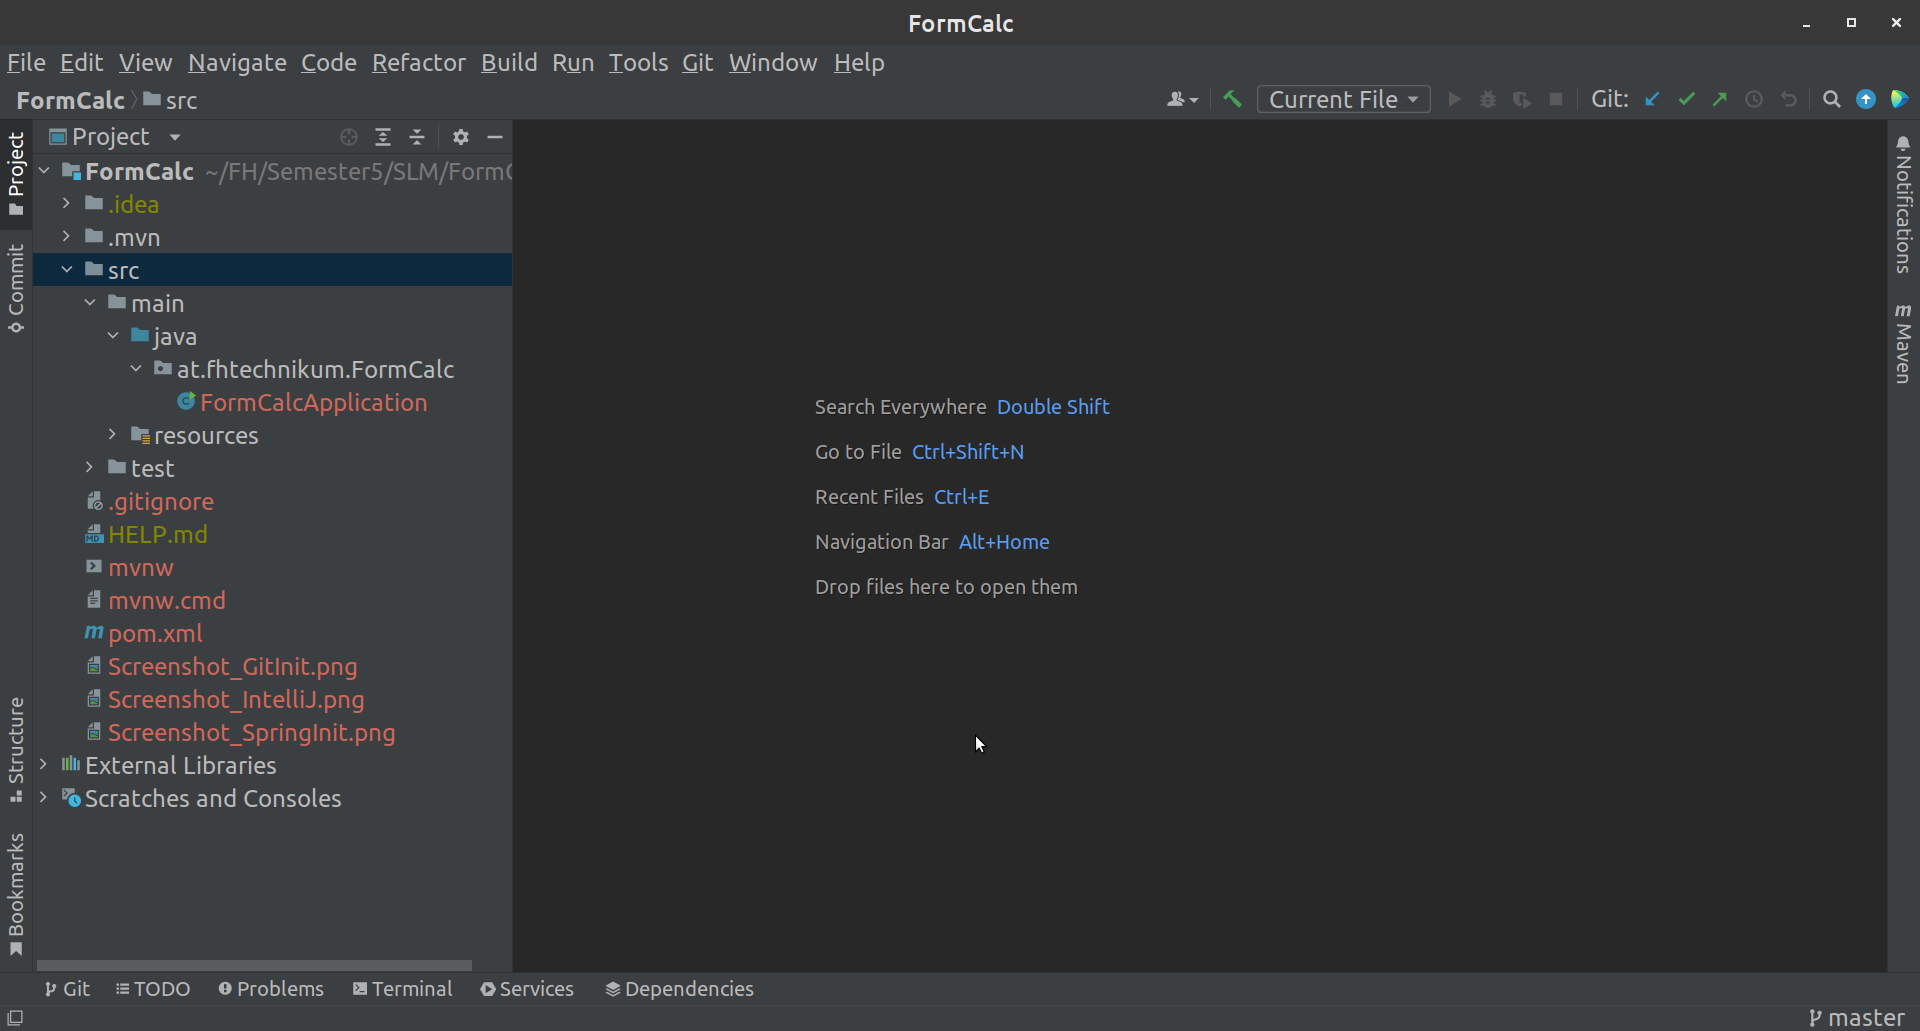 FormCalc
File Edit View Navigate Code Refactor Build Run Tools Git Window Help
FormCalc src
Current File
Git:
Project
FormCalc ~/FH/Semester5/SLM/Form
.idea
.mvn
src
main
java
at.fhtechnikum.FormCalc
FormCalcApplication
resources
test
.gitignore
HELP.md
mvnw
mvnw.cmd
pom.xml
Screenshot_GitInit.png
Screenshot_IntelliJ.png
Screenshot_SpringInit.png
External Libraries
Scratches and Consoles
Project
Commit
Structure
Bookmarks
Search Everywhere Double Shift
Go to File Ctrl+Shift+N
Recent Files Ctrl+E
Navigation Bar Alt+Home
Drop files here to open them
Notifications
Maven
Git TODO Problems Terminal Services Dependencies
master